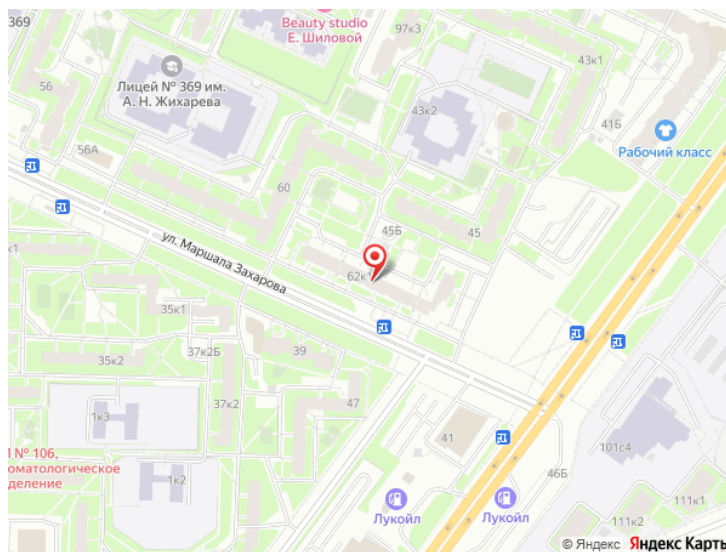 369
Beauty studio
Е. Шиловой
97к3
43к1
56
Лицей № 369 им.
А. Н. Жихарева
43к2
41Б
Рабочий класс
56А
60
45Б
45
ул. Маршала Захарова
к1
62к1
35к1
37к2Б
39
35к2
37к2
47
1к3
41
101с4
№ 106,
оматологическое
деление
1к2
46Б
111к1
111к2
Лукойл
Лукойл
© Яндекс Яндекс Карты